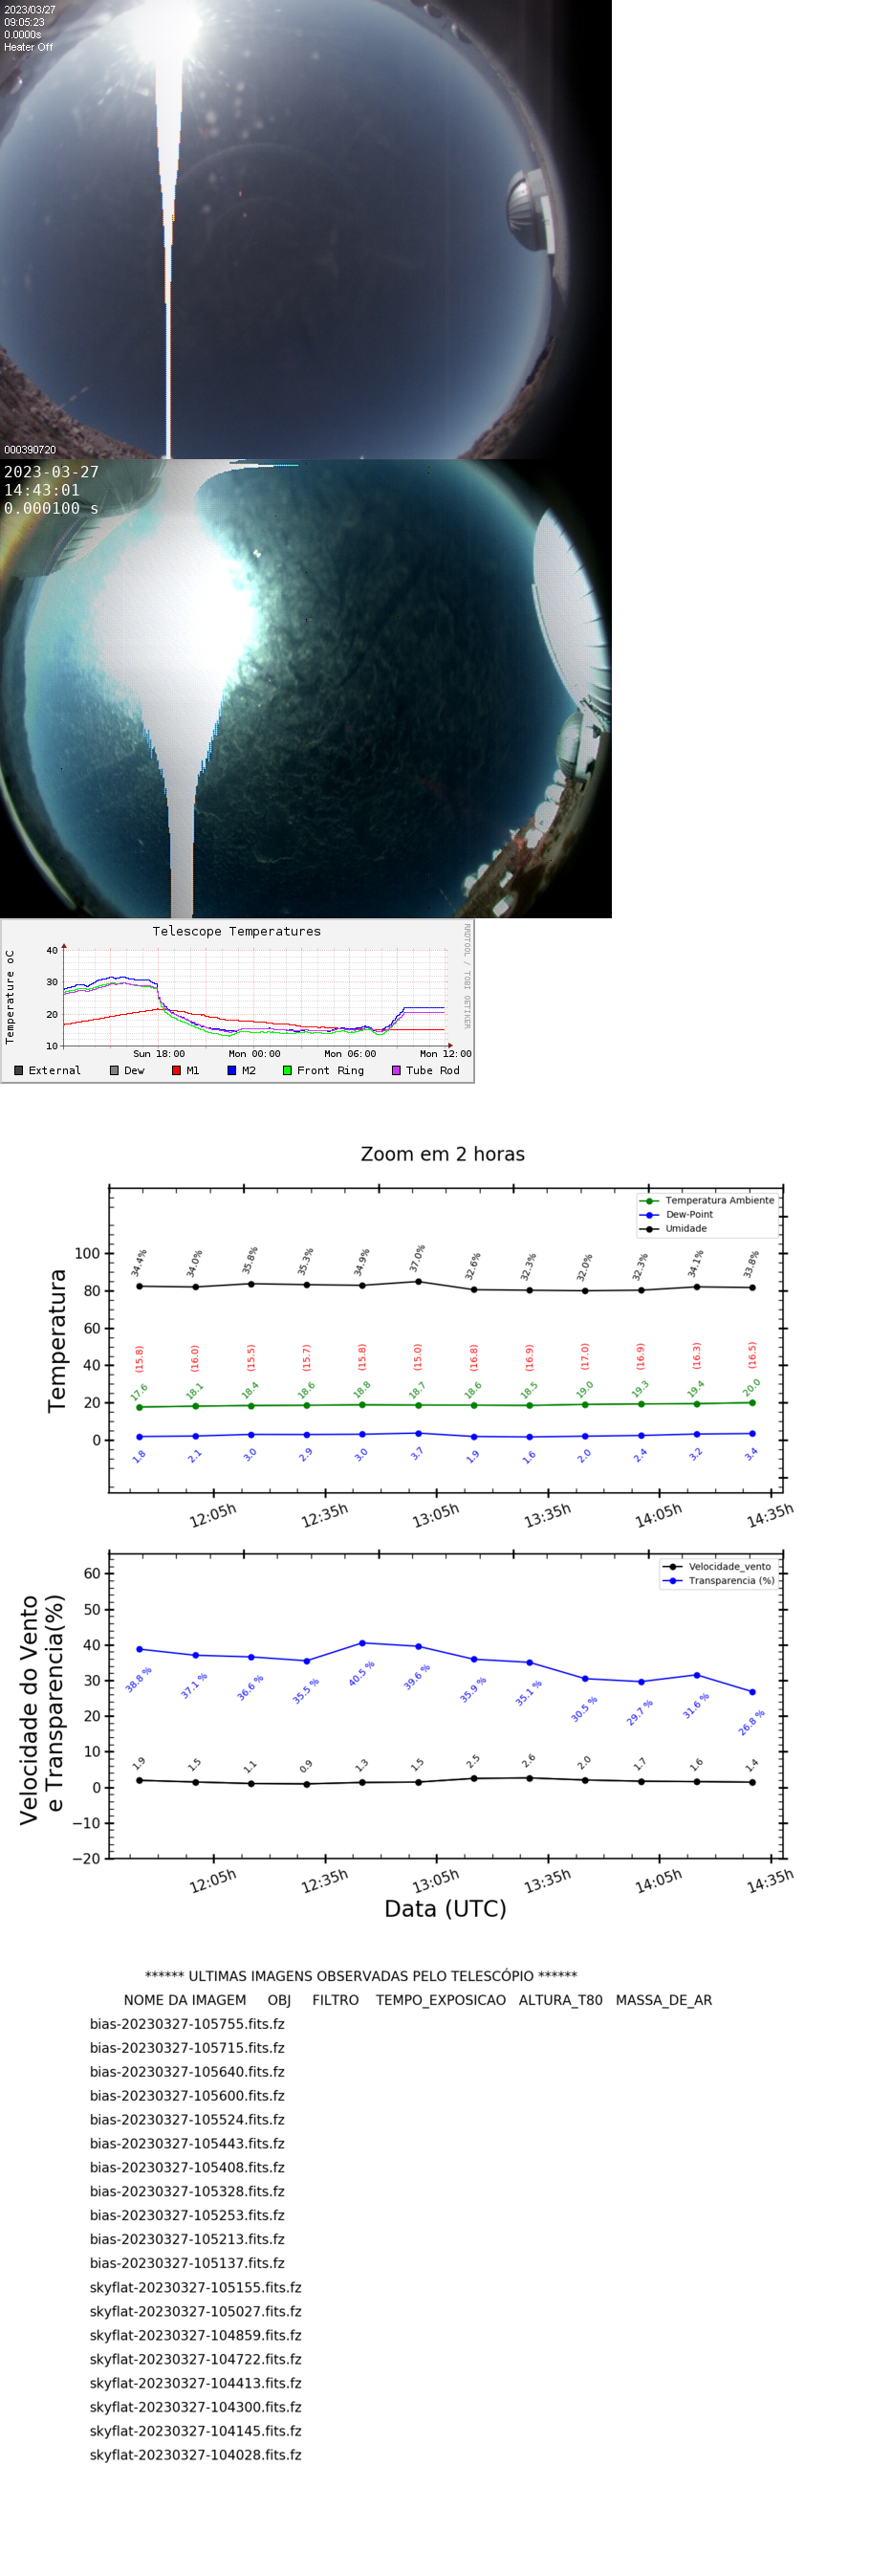 2023/03/27
09:05:23
0.0000s
Heater Off
000390720
2023-03-27
14:43:01
0.000100 s
Telescope Temperatures
RRDTOOL / TOBI OETIKER
Temperature oC
40
30
20
10
Sun 18:00 Mon 00:00 Mon 06:00 Mon 12:00
External Dew M1 M2 Front Ring Tube Rod
Zoom em 2 horas
Temperatura Ambiente
Dew-Point
Umidade
Temperatura
100
80
60
40
20
0
34.4% 34.0% 35.8% 35.3% 34.9% 37.0% 32.6% 32.3% 32.0% 32.3% 34.1% 33.8%
(15.8) (16.0) (15.5) (15.7) (15.8) (15.0) (16.8) (16.9) (17.0) (16.9) (16.3) (16.5)
17.6 18.1 18.4 18.6 18.8 18.7 18.6 18.5 19.0 19.3 19.4 20.0
1.8 2.1 3.0 2.9 3.0 3.7 1.9 1.6 2.0 2.4 3.2 3.4
12:05h 12:35h 13:05h 13:35h 14:05h 14:35h
Velocidade_vento
Transparencia (%)
Velocidade do Vento
e Transparencia(%)
60
50
40
30
20
10
0
−10
−20
38.8 % 37.1 % 36.6 % 35.5 % 40.5 % 39.6 % 35.9 % 35.1 % 30.5 % 29.7 % 31.6 % 26.8 %
1.9 1.5 1.1 0.9 1.3 1.5 2.5 2.6 2.0 1.7 1.6 1.4
12:05h 12:35h 13:05h 13:35h 14:05h 14:35h
Data (UTC)
****** ULTIMAS IMAGENS OBSERVADAS PELO TELESCÓPIO ******
NOME DA IMAGEM OBJ FILTRO TEMPO_EXPOSICAO ALTURA_T80 MASSA_DE_AR
bias-20230327-105755.fits.fz
bias-20230327-105715.fits.fz
bias-20230327-105640.fits.fz
bias-20230327-105600.fits.fz
bias-20230327-105524.fits.fz
bias-20230327-105443.fits.fz
bias-20230327-105408.fits.fz
bias-20230327-105328.fits.fz
bias-20230327-105253.fits.fz
bias-20230327-105213.fits.fz
bias-20230327-105137.fits.fz
skyflat-20230327-105155.fits.fz
skyflat-20230327-105027.fits.fz
skyflat-20230327-104859.fits.fz
skyflat-20230327-104722.fits.fz
skyflat-20230327-104413.fits.fz
skyflat-20230327-104300.fits.fz
skyflat-20230327-104145.fits.fz
skyflat-20230327-104028.fits.fz